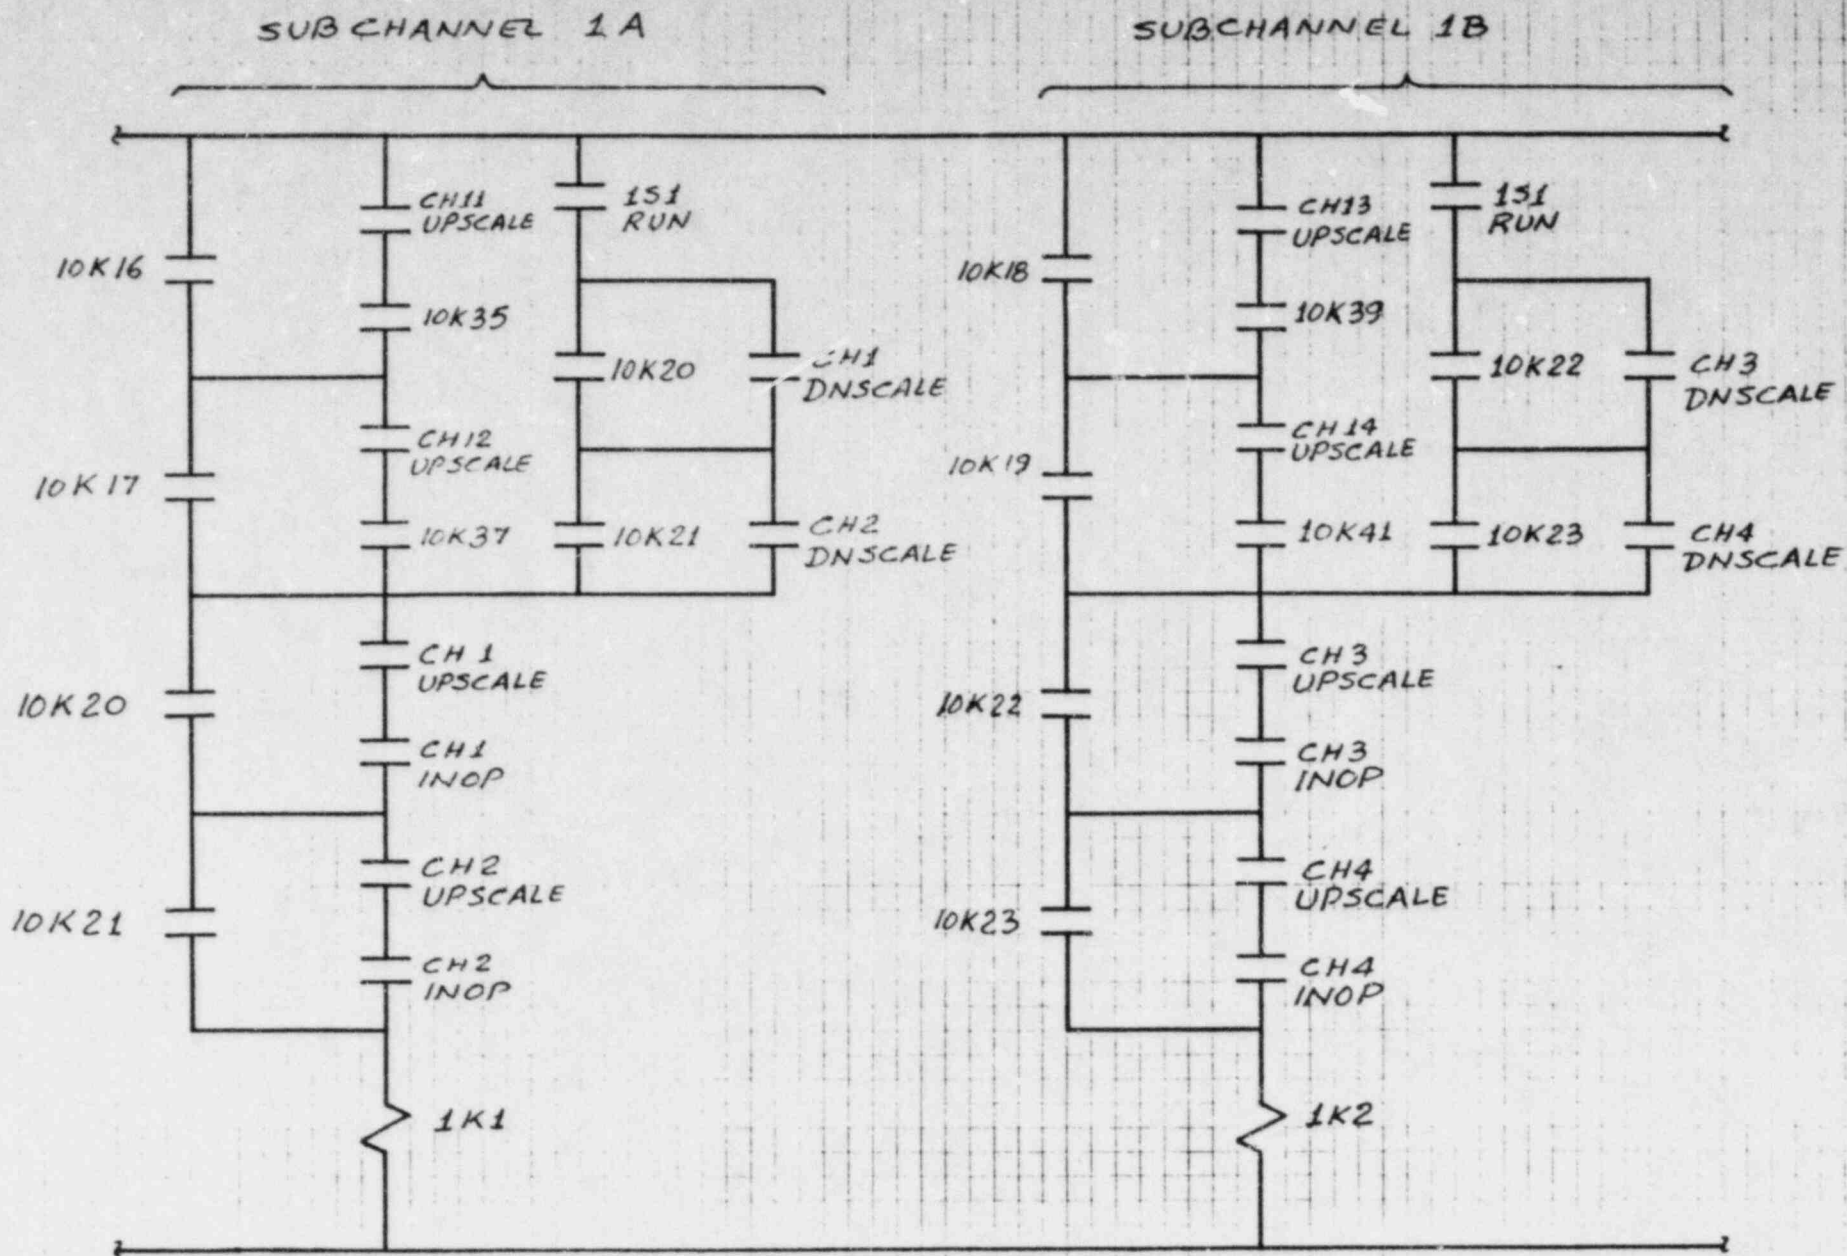 SUBCHANNEL 1A
SUBCHANNEL 1B
10K16
CH11
UPSCALE
10K35
1S1
RUN
10K20
CH1
DNSCALE
10K17
CH12
UPSCALE
10K37
10K21
CH2
DNSCALE
10K20
CH 1
UPSCALE
CH1
INOP
10K21
CH2
UPSCALE
CH2
INOP
1K1
10K18
CH13
UPSCALE
10K39
1S1
RUN
10K22
CH3
DNSCALE
10K19
CH14
UPSCALE
10K41
10K23
CH4
DNSCALE
10K22
CH3
UPSCALE
CH3
INOP
10K23
CH4
UPSCALE
CH4
INOP
1K2